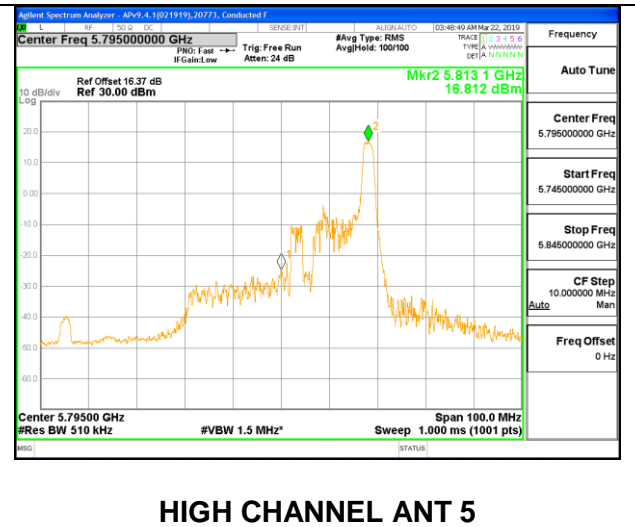 Agilent Spectrum Analyzer - APv9.4.1(021919),20773, Conducted F
L RF 50 Ω DC SENSE:INT ALIGN AUTO 03:48:49 AM Mar 22, 2019
Center Freq 5.795000000 GHz
PNO: Fast
IFGain:Low
Trig: Free Run
Atten: 24 dB
#Avg Type: RMS
Avg|Hold: 100/100
TRACE 1 2 3 4 5 6
TYPE A WWWWW
DET A N N N N N
Frequency
Auto Tune
Center Freq
5.795000000 GHz
Start Freq
5.745000000 GHz
Stop Freq
5.845000000 GHz
CF Step
10.000000 MHz
Auto Man
Freq Offset
0 Hz
Mkr2 5.813 1 GHz
16.812 dBm
Ref Offset 16.37 dB
10 dB/div Ref 30.00 dBm
Log
20.0
10.0
0.00
-10.0
-20.0
-30.0
-40.0
-50.0
-60.0
2
1
Center 5.79500 GHz Span 100.0 MHz
#Res BW 510 kHz #VBW 1.5 MHz* Sweep 1.000 ms (1001 pts)
MSG STATUS
HIGH CHANNEL ANT 5